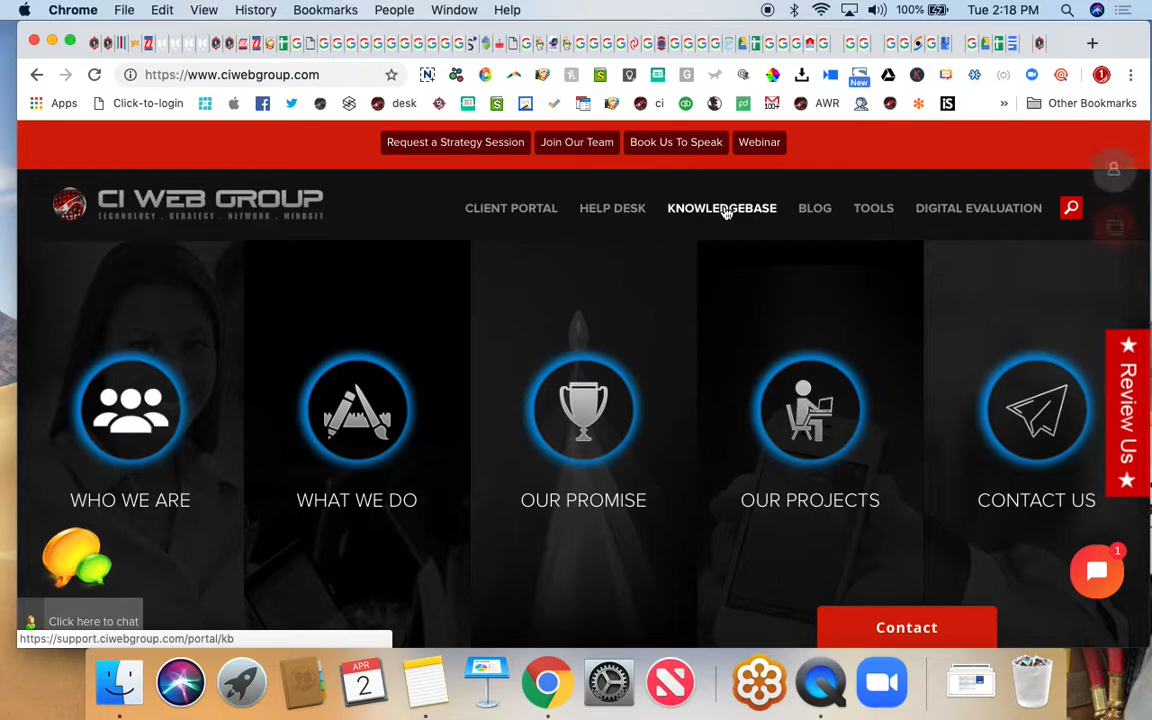 Chrome File Edit View History Bookmarks People Window Help 100% Tue 2:18 PM
https://www.ciwebgroup.com New 1
Apps Click-to-login desk ci 100+ AWR iS » Other Bookmarks
Request a Strategy Session Join Our Team Book Us To Speak Webinar
CI WEB GROUP
TECHNOLOGY . STRATEGY . NETWORK . MINDSET
CLIENT PORTAL HELP DESK KNOWLEDGEBASE BLOG TOOLS DIGITAL EVALUATION
★ Review Us ★
WHO WE ARE WHAT WE DO OUR PROMISE OUR PROJECTS CONTACT US
1
Click here to chat
Contact
https://support.ciwebgroup.com/portal/kb
APR
2